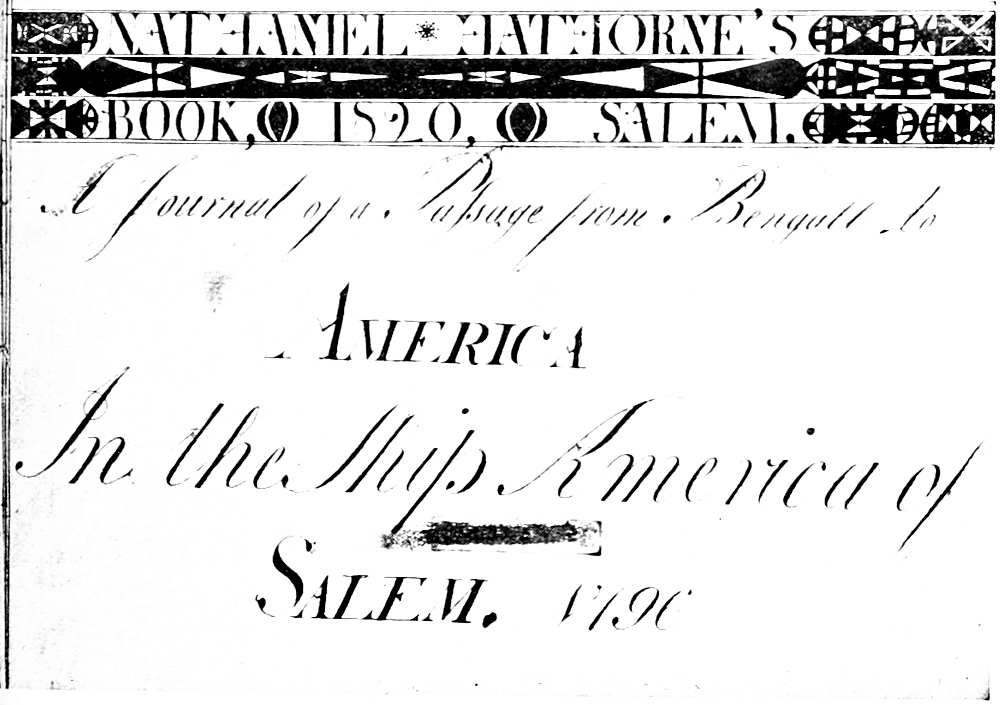 NATHANIEL * HATHORNE'S
BOOK, 1820, SALEM.
A Journal of a Paſsage from Bengall to
AMERICA
In the Ship America of
SALEM. 1796